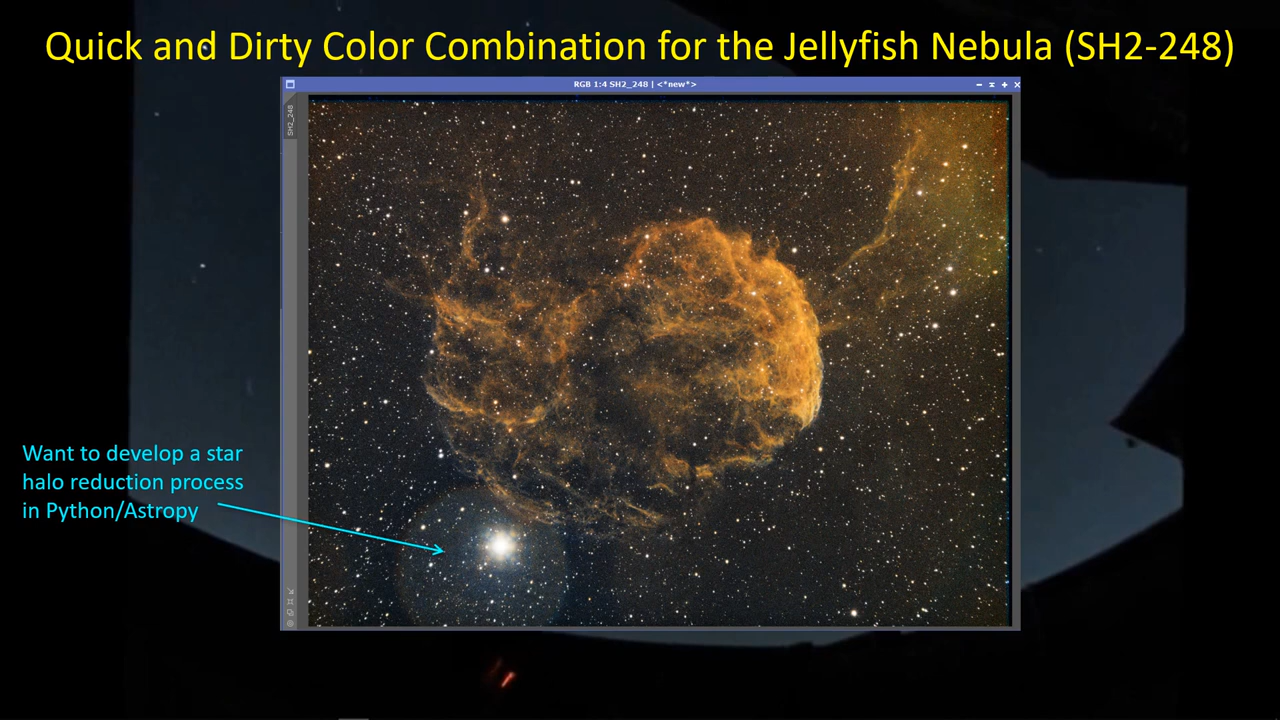 Quick and Dirty Color Combination for the Jellyfish Nebula (SH2-248)
RGB 1:4 SH2_248 | <*new*>
SH2_248
Want to develop a star
halo reduction process
in Python/Astropy